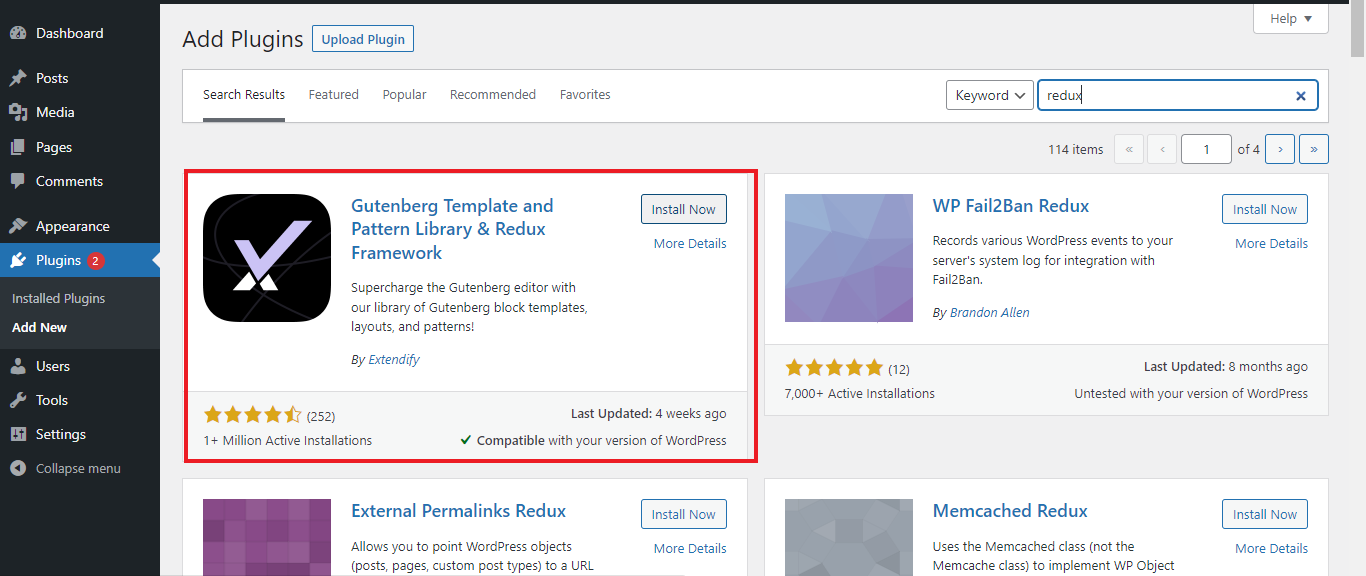 Dashboard
Posts
Media
Pages
Comments
Appearance
Plugins 2
Installed Plugins
Add New
Users
Tools
Settings
Collapse menu
Help
Add Plugins Upload Plugin
Search Results Featured Popular Recommended Favorites Keyword redux
114 items « ‹ 1 of 4 › »
Gutenberg Template and
Pattern Library & Redux
Framework
Install Now
More Details
Supercharge the Gutenberg editor with
our library of Gutenberg block templates,
layouts, and patterns!
By Extendify
(252)
Last Updated: 4 weeks ago
1+ Million Active Installations
Compatible with your version of WordPress
WP Fail2Ban Redux
Install Now
More Details
Records various WordPress events to your
server's system log for integration with
Fail2Ban.
By Brandon Allen
(12)
Last Updated: 8 months ago
7,000+ Active Installations
Untested with your version of WordPress
External Permalinks Redux
Install Now
More Details
Allows you to point WordPress objects
(posts, pages, custom post types) to a URL
Memcached Redux
Install Now
More Details
Uses the Memcached class (not the
Memcache class) to implement WP Object